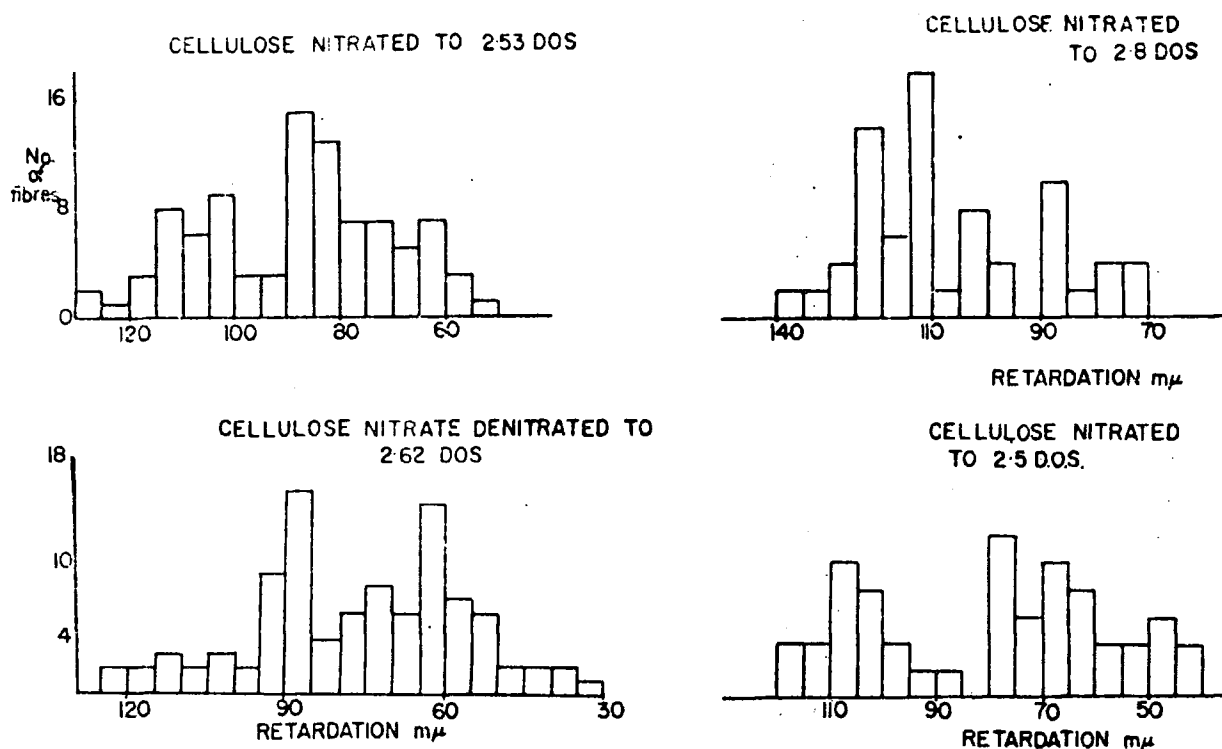 CELLULOSE NITRATED TO 2·53 DOS
16
No.
of
fibres
8
0
120 100 80 60
CELLULOSE NITRATED
TO 2·8 DOS
140 110 90 70
RETARDATION mμ
CELLULOSE NITRATE DENITRATED TO
2·62 DOS
18
10
4
120 90 60 30
RETARDATION mμ
CELLULOSE NITRATED
TO 2·5 D.O.S.
110 90 70 50
RETARDATION mμ